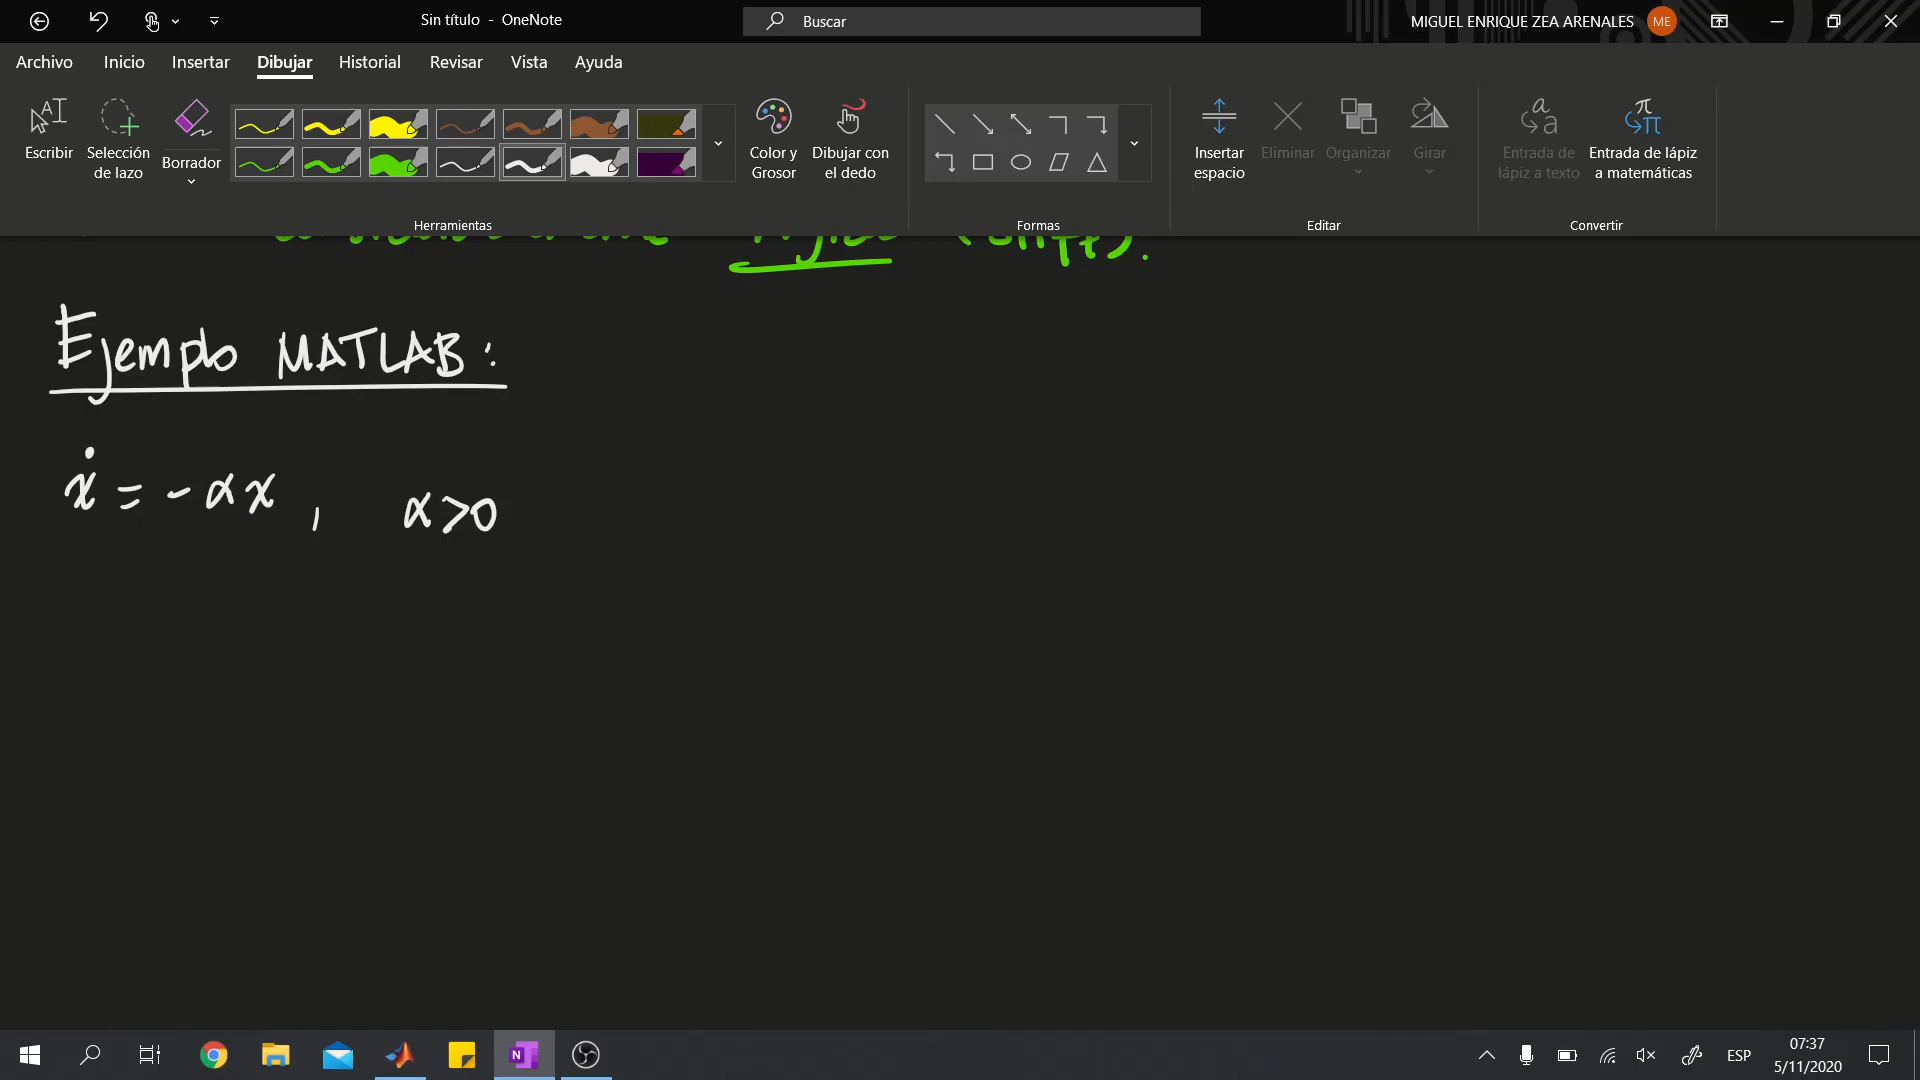 Sin título - OneNote
Buscar
MIGUEL ENRIQUE ZEA ARENALES
ME
Archivo Inicio Insertar Dibujar Historial Revisar Vista Ayuda
Escribir
Selección de lazo
Borrador
Color y Grosor
Dibujar con el dedo
Insertar espacio
Eliminar
Organizar
Girar
Entrada de lápiz a texto
Entrada de lápiz a matemáticas
Herramientas
Formas
Editar
Convertir
Ejemplo MATLAB:
ẋ = -αx , α>0
ESP
07:37
5/11/2020